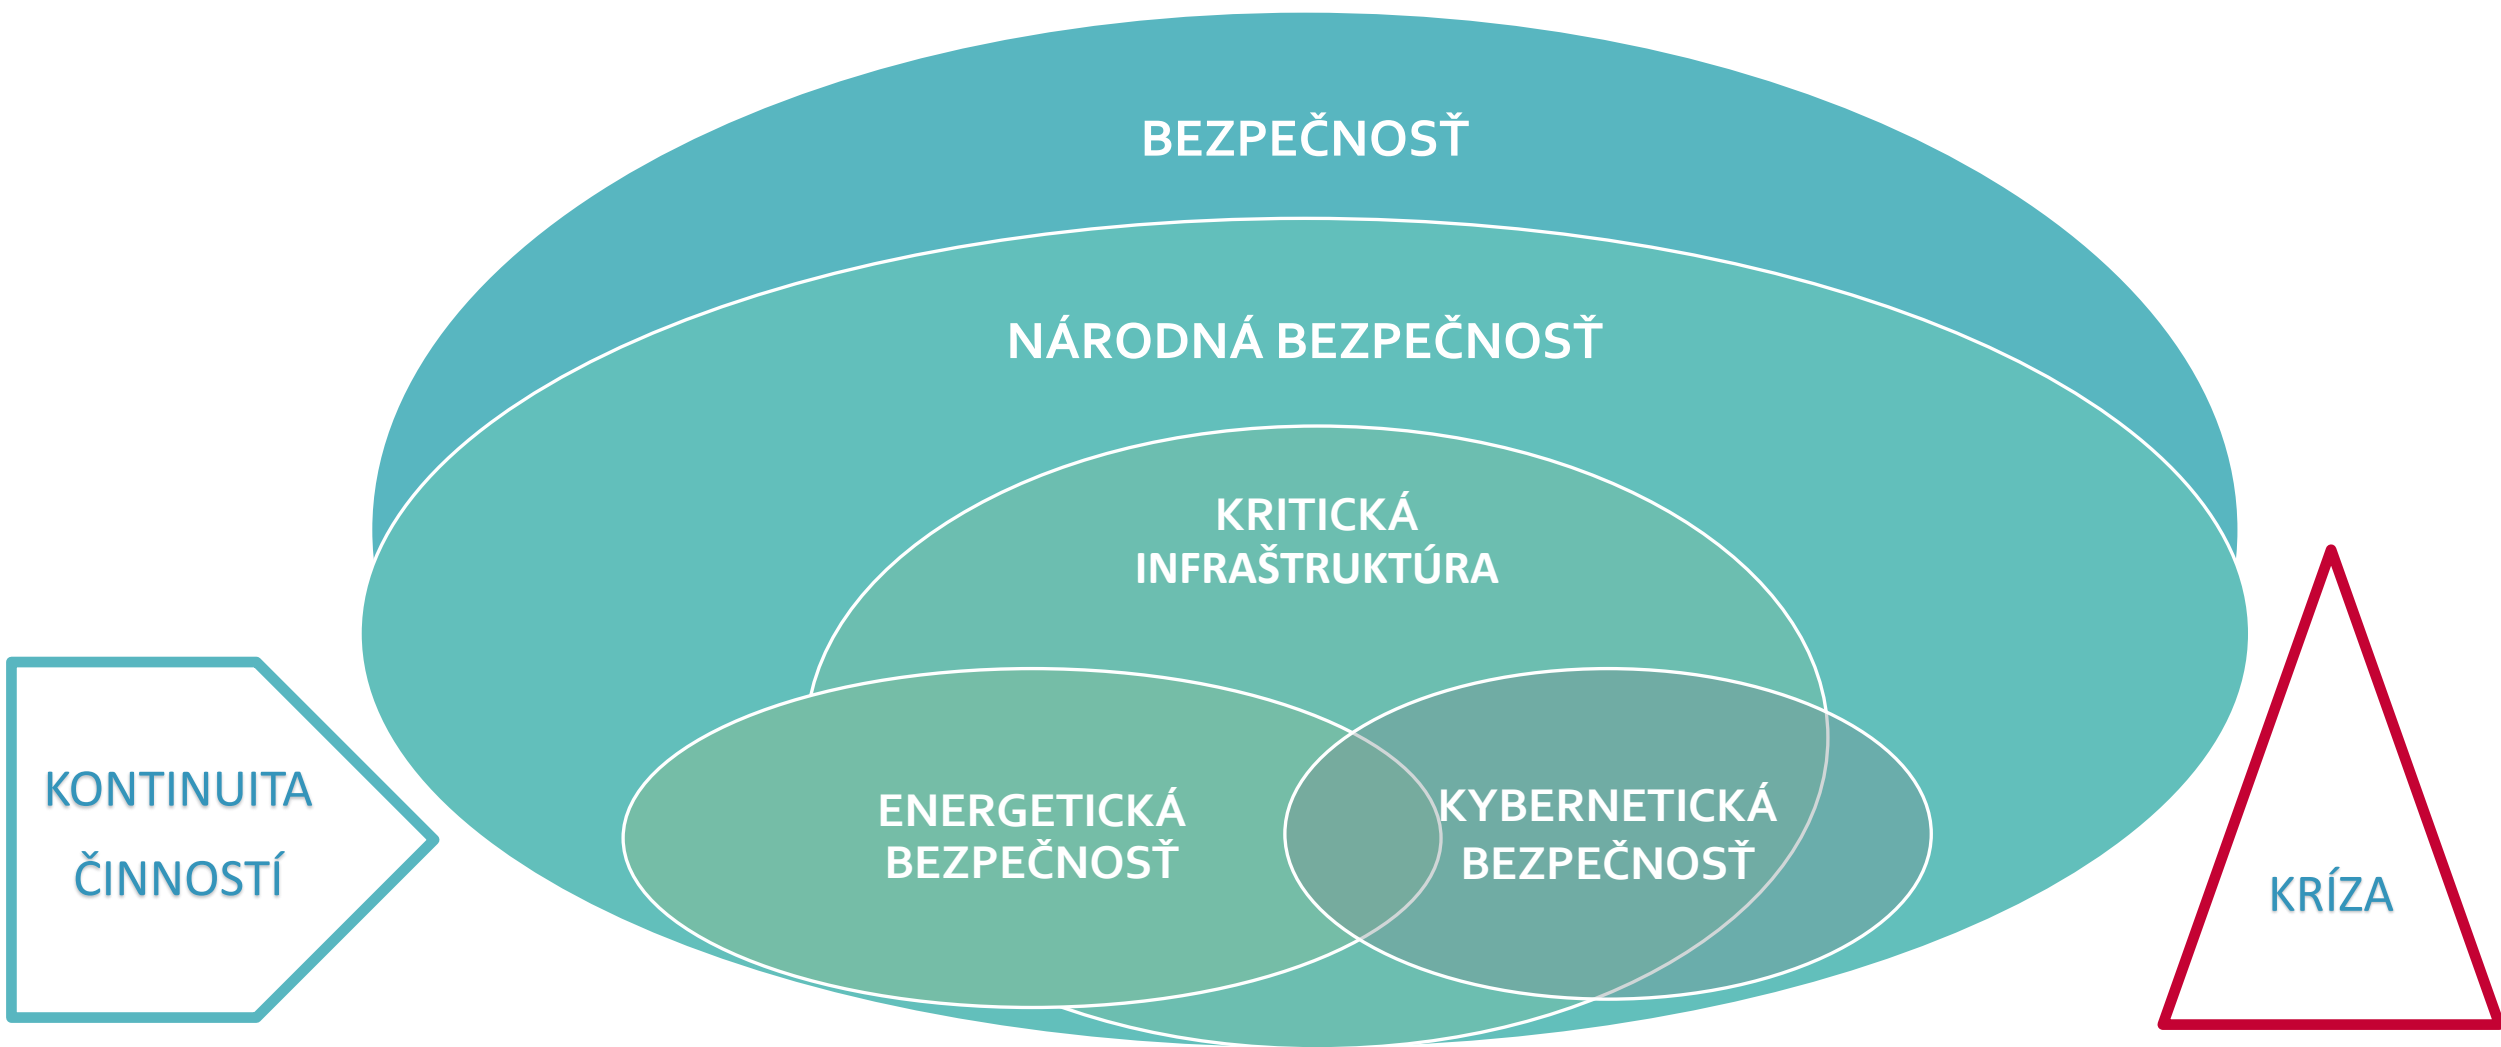 BEZPEČNOSŤ
NÁRODNÁ BEZPEČNOSŤ
KRITICKÁ
INFRAŠTRUKTÚRA
ENERGETICKÁ
BEZPEČNOSŤ
KYBERNETICKÁ
BEZPEČNOSŤ
KONTINUITA
ČINNOSTÍ
KRÍZA